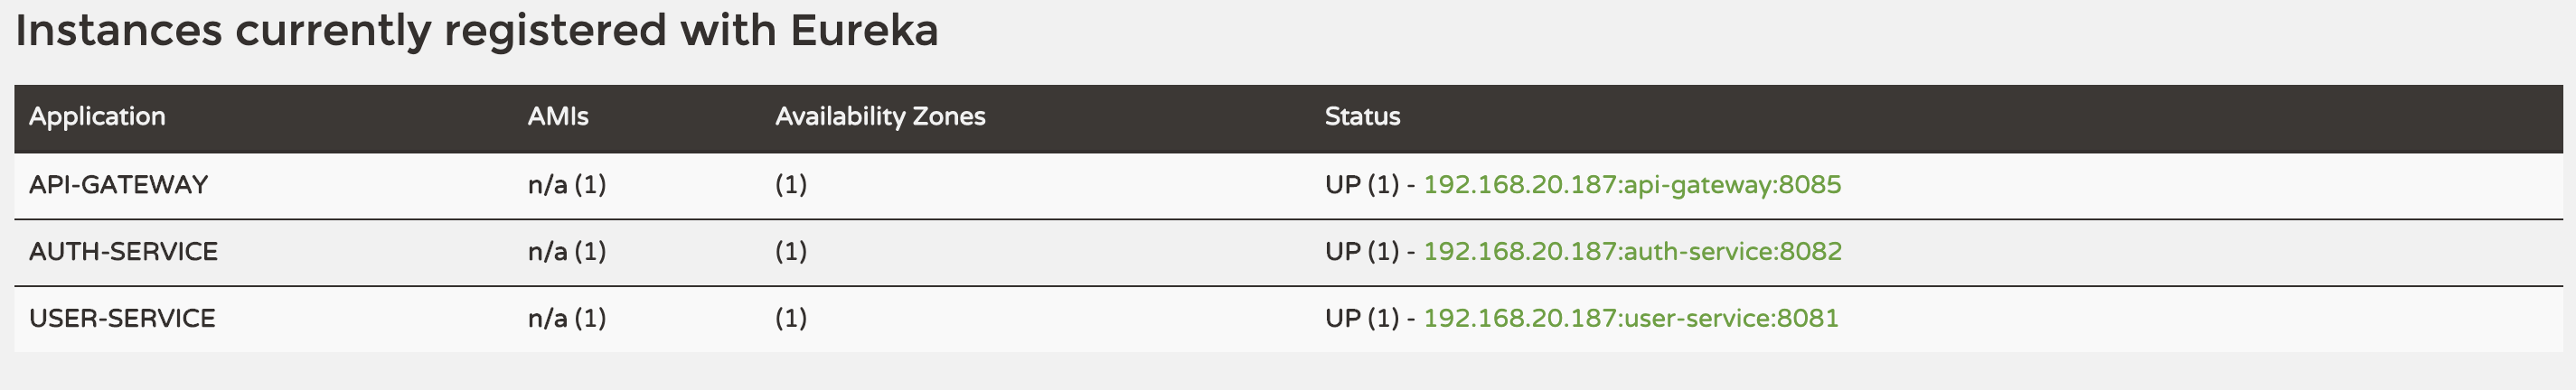 Instances currently registered with Eureka
Application AMIs Availability Zones Status
API-GATEWAY n/a (1) (1) UP (1) - 192.168.20.187:api-gateway:8085
AUTH-SERVICE n/a (1) (1) UP (1) - 192.168.20.187:auth-service:8082
USER-SERVICE n/a (1) (1) UP (1) - 192.168.20.187:user-service:8081